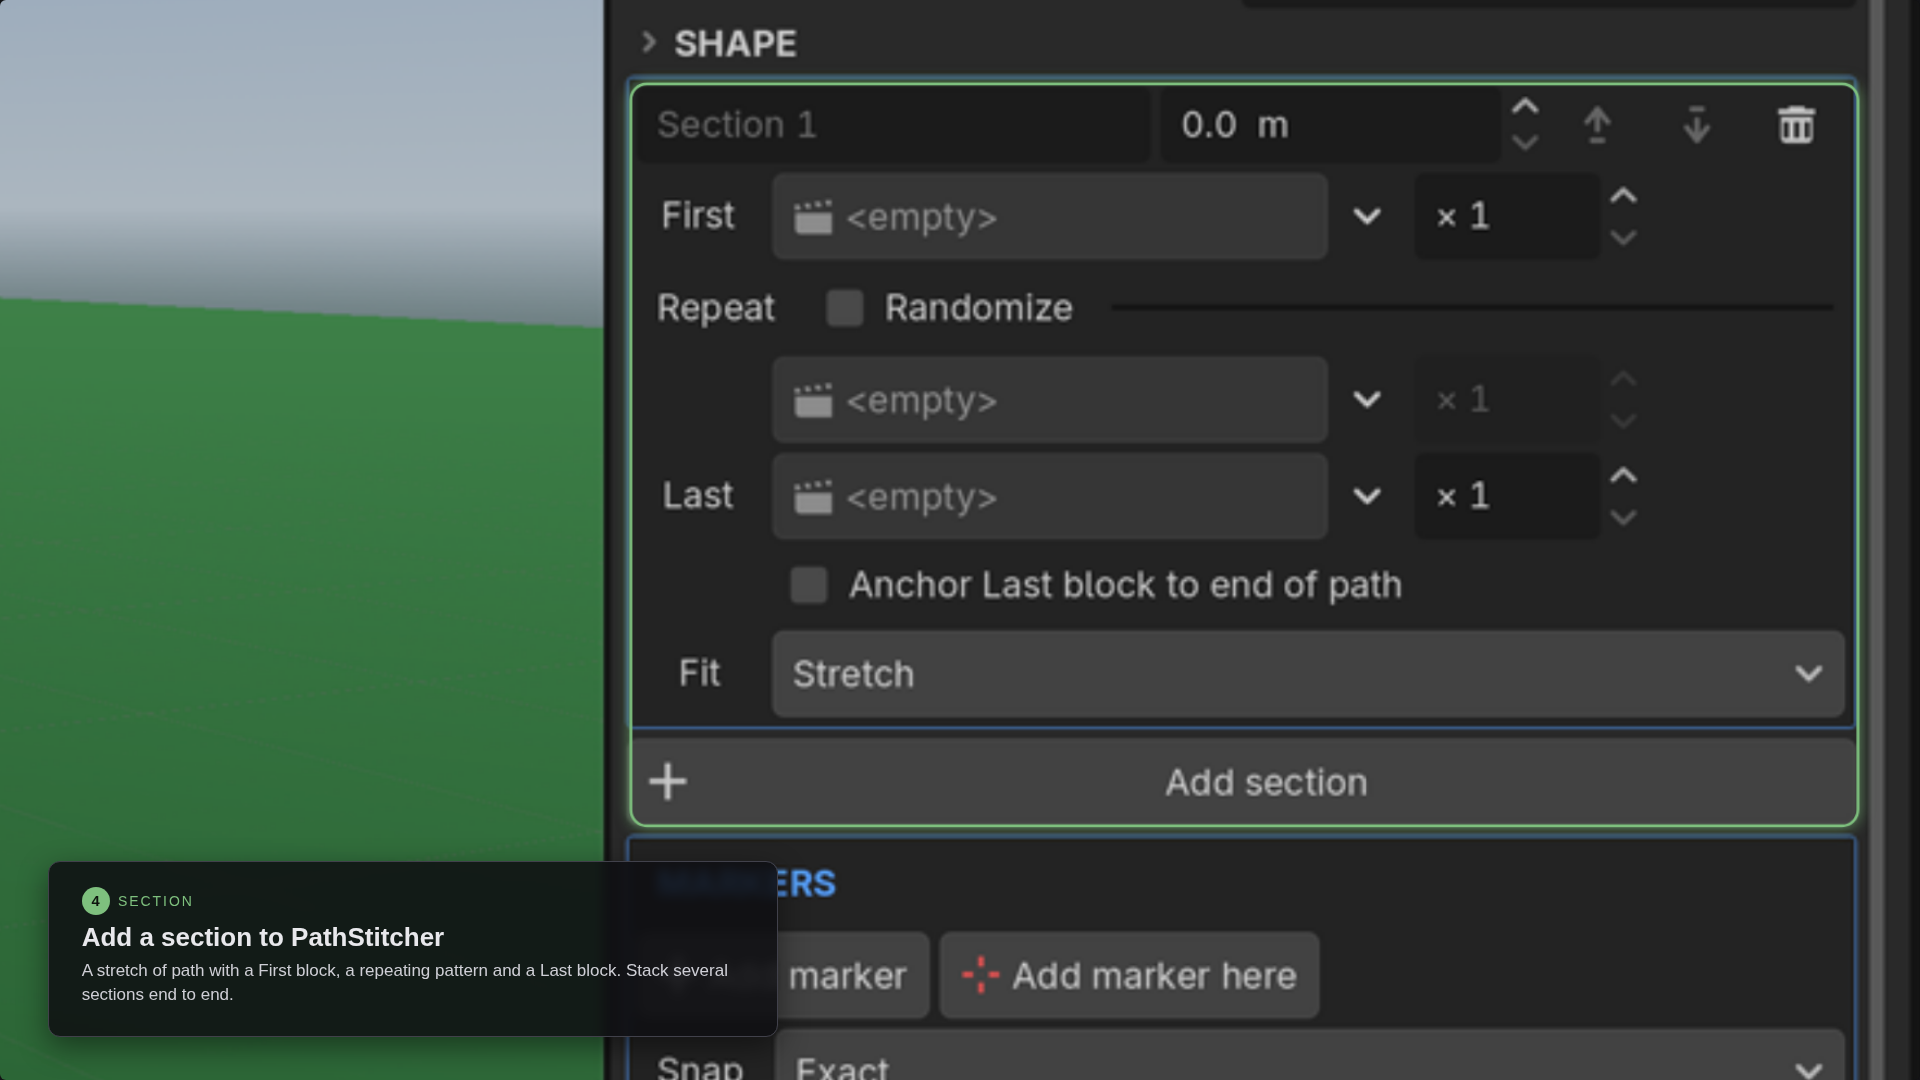 SHAPE
Section 1 0.0 m
First <empty> × 1
Repeat Randomize
<empty> × 1
Last <empty> × 1
Anchor Last block to end of path
Fit Stretch
Add section
ERS
marker Add marker here
Snap Exact
4 SECTION
Add a section to PathStitcher
A stretch of path with a First block, a repeating pattern and a Last block. Stack several
sections end to end.